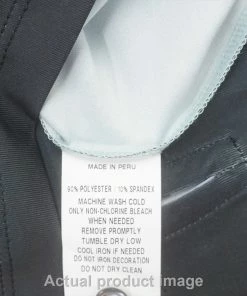 MADE IN PERU
90% POLYESTER / 10% SPANDEX
MACHINE WASH COLD
ONLY NON-CHLORINE BLEACH
WHEN NEEDED
REMOVE PROMPTLY
TUMBLE DRY LOW
COOL IRON IF NEEDED
DO NOT IRON DECORATION
DO NOT DRY CLEAN
Actual product image